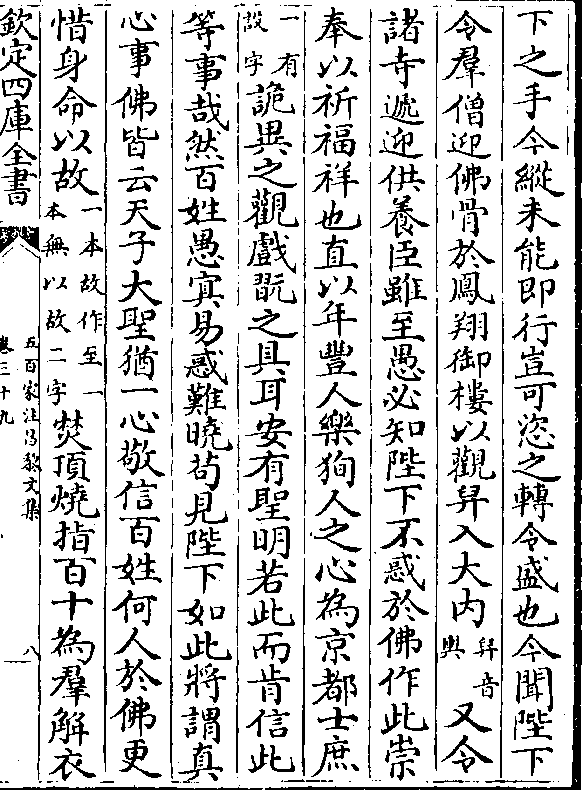 下之手今縱未能即行豈可恣之轉令盛也今聞陛下
令羣僧迎佛骨於鳳翔御樓以觀舁入大内舁音輿又令
諸寺遞迎供養臣雖至愚必知陛下不惑於佛作此崇
奉以祈福祥也直以年豐人樂狥人之心為京都士庶
一有設字詭異之觀戲翫之具耳安有聖明若此而肯信此
等事哉然百姓愚㝠易惑難曉茍見陛下如此將謂真
心事佛皆云天子大聖猶一心敬信百姓何人於佛更
惜身命以故一本故作至一本無以故二字焚頂燒指百十為羣解衣
欽定四庫全書
五百家注昌黎文集
卷三十九
八